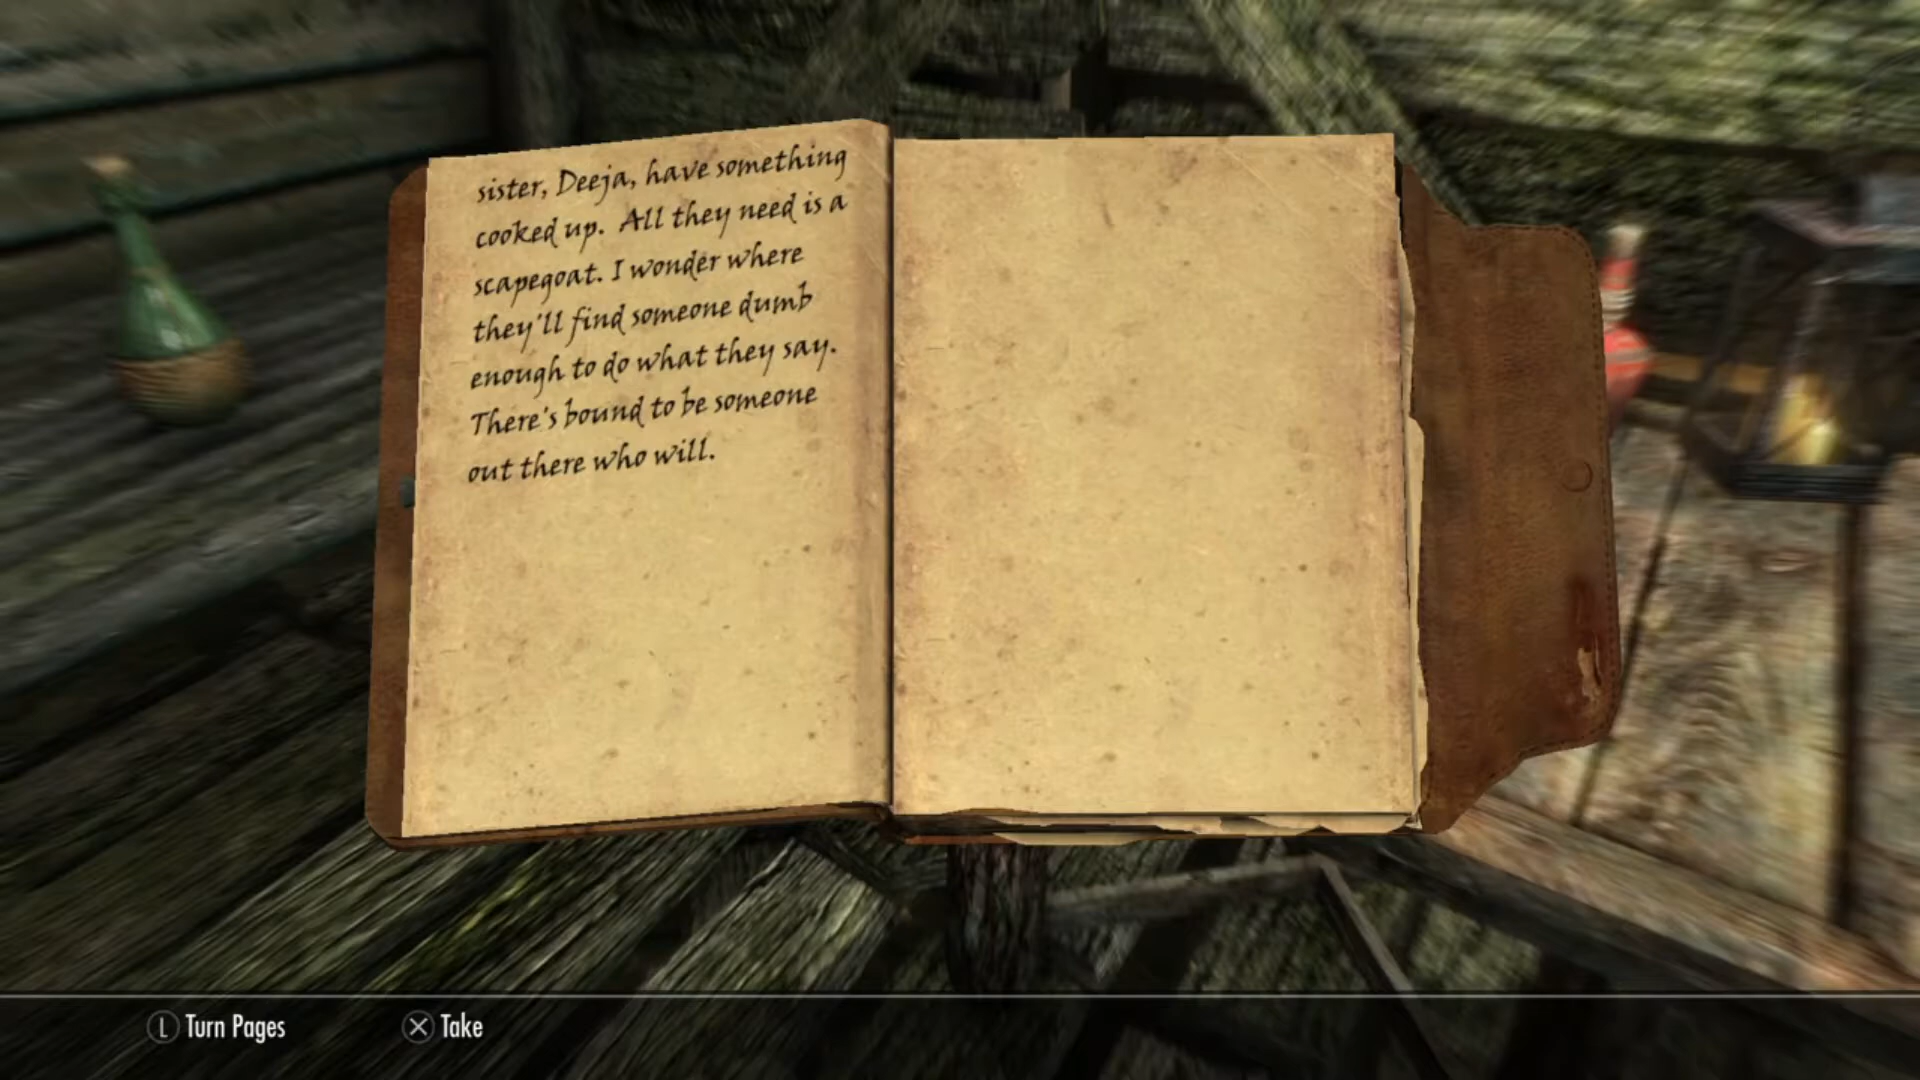 sister, Deeja, have something
cooked up.  All they need is a
scapegoat. I wonder where
they'll find someone dumb
enough to do what they say.
There's bound to be someone
out there who will.
L Turn Pages
X Take